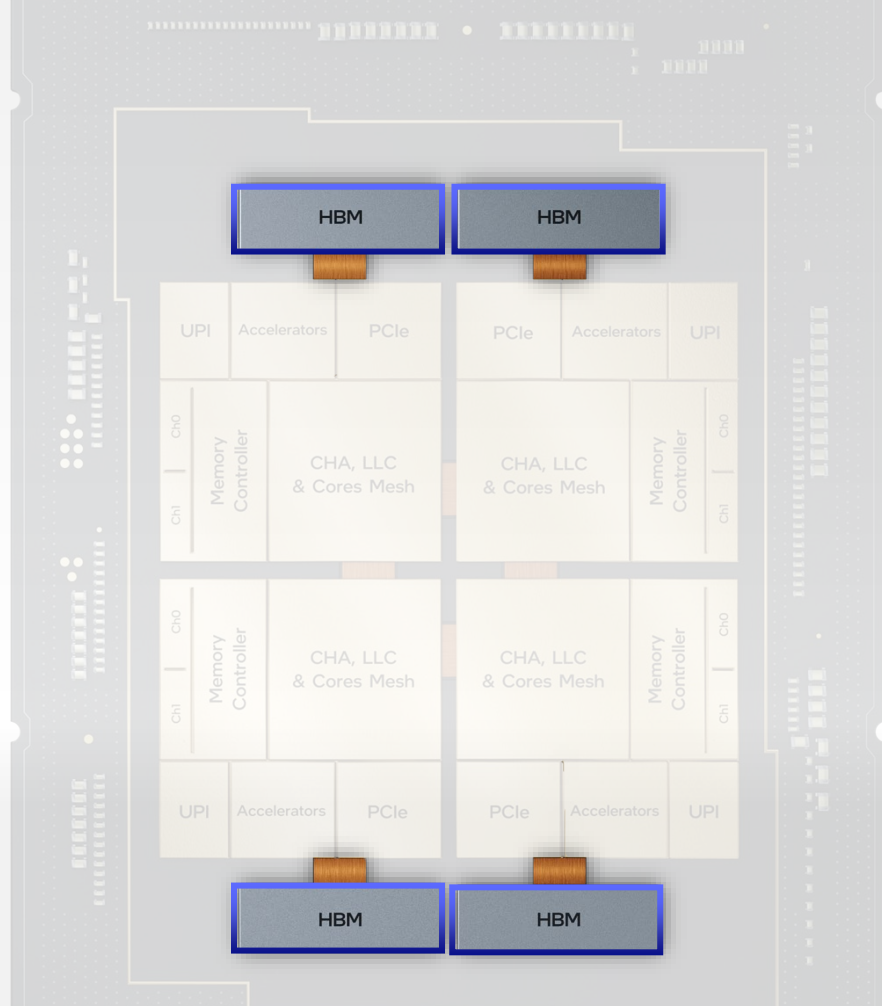 HBM
HBM
UPI
Accelerators
PCIe
PCIe
Accelerators
UPI
Ch0
Ch1
Memory
Controller
CHA, LLC
& Cores Mesh
CHA, LLC
& Cores Mesh
Memory
Controller
Ch0
Ch1
Ch0
Ch1
Memory
Controller
CHA, LLC
& Cores Mesh
CHA, LLC
& Cores Mesh
Memory
Controller
Ch0
Ch1
UPI
Accelerators
PCIe
PCIe
Accelerators
UPI
HBM
HBM